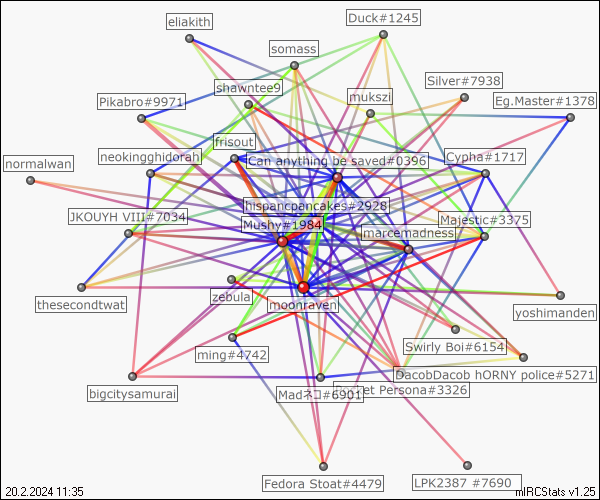 Duck#1245
eliakith
somass
Silver#7938
shawntee9
mukszi
Pikabro#9971
Eg.Master#1378
frisout
neokingghidorah
Can anything be saved#0396
Cypha#1717
normalwan
hispancpancakes#2928
JKOUYH VIII#7034
Mushy#1984
Majestic#3375
marcemadness
zebula
moonraven
thesecondtwat
yoshimanden
Swirly Boi#6154
ming#4742
DacobDacob hORNY police#5271
bigcitysamurai
Madネコ#6901
Persona#3326
Fedora Stoat#4479
LPK2387 #7690
20.2.2024 11:35
mIRCStats v1.25